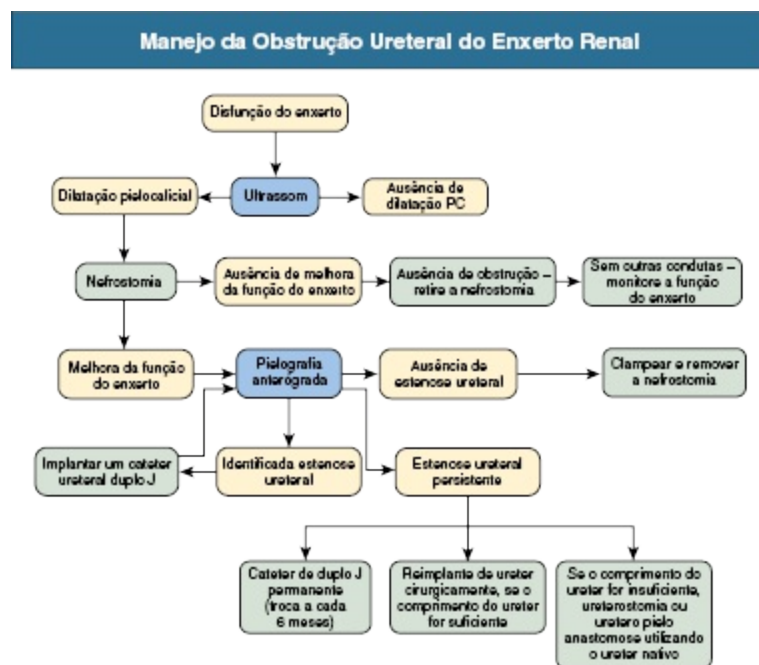 Manejo da Obstrução Ureteral do Enxerto Renal
Disfunção do enxerto
Dilatação pielocalicial
Ultrassom
Ausência de
dilatação PC
Nefrostomia
Ausência de melhora
da função do enxerto
Ausência de obstrução –
retire a nefrostomia
Sem outras condutas –
monitore a função
do enxerto
Melhora da função
do enxerto
Pielografia
anterógrada
Ausência de
estenose ureteral
Clampear e remover
a nefrostomia
Implantar um cateter
ureteral duplo J
Identificada estenose
ureteral
Estenose ureteral
persistente
Cateter de duplo J
permanente
(troca a cada
6 meses)
Reimplante de ureter
cirurgicamente, se o
comprimento do ureter
for suficiente
Se o comprimento do
ureter for insuficiente,
ureterostomia ou
uretero pielo
anastomose utilizando
o ureter nativo